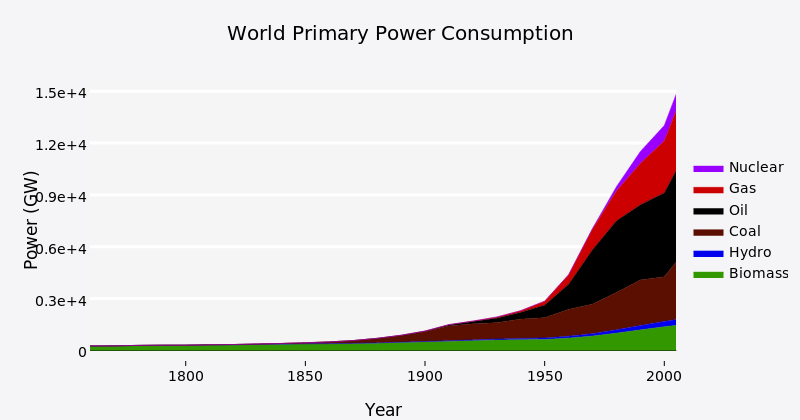 World Primary Power Consumption
Power (GW)
1.5e+4
1.2e+4
0.9e+4
0.6e+4
0.3e+4
0
1800
1850
1900
1950
2000
Year
Nuclear
Gas
Oil
Coal
Hydro
Biomass